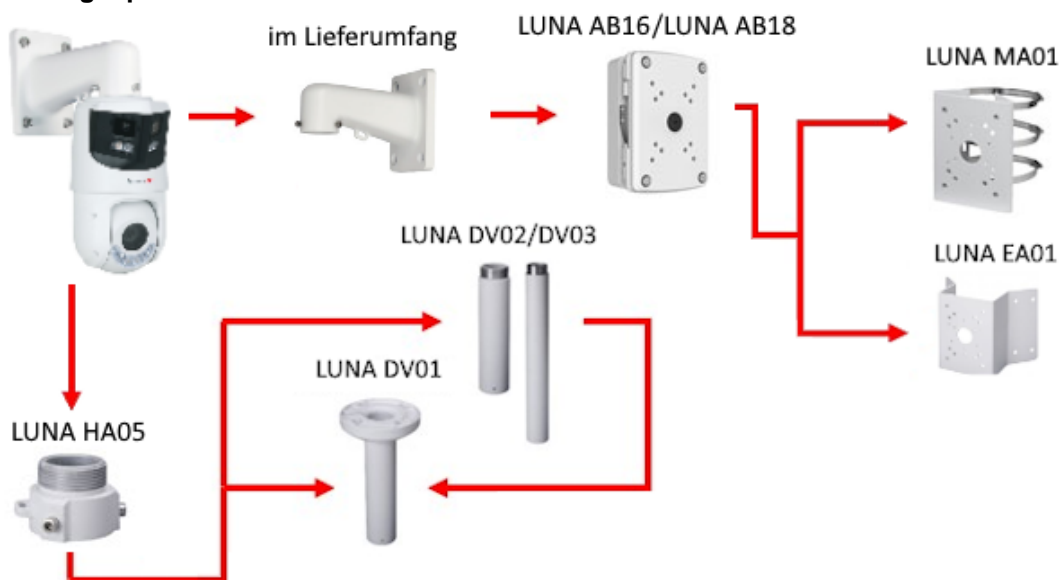 im Lieferumfang
LUNA AB16/LUNA AB18
LUNA MA01
LUNA DV02/DV03
LUNA EA01
LUNA DV01
LUNA HA05